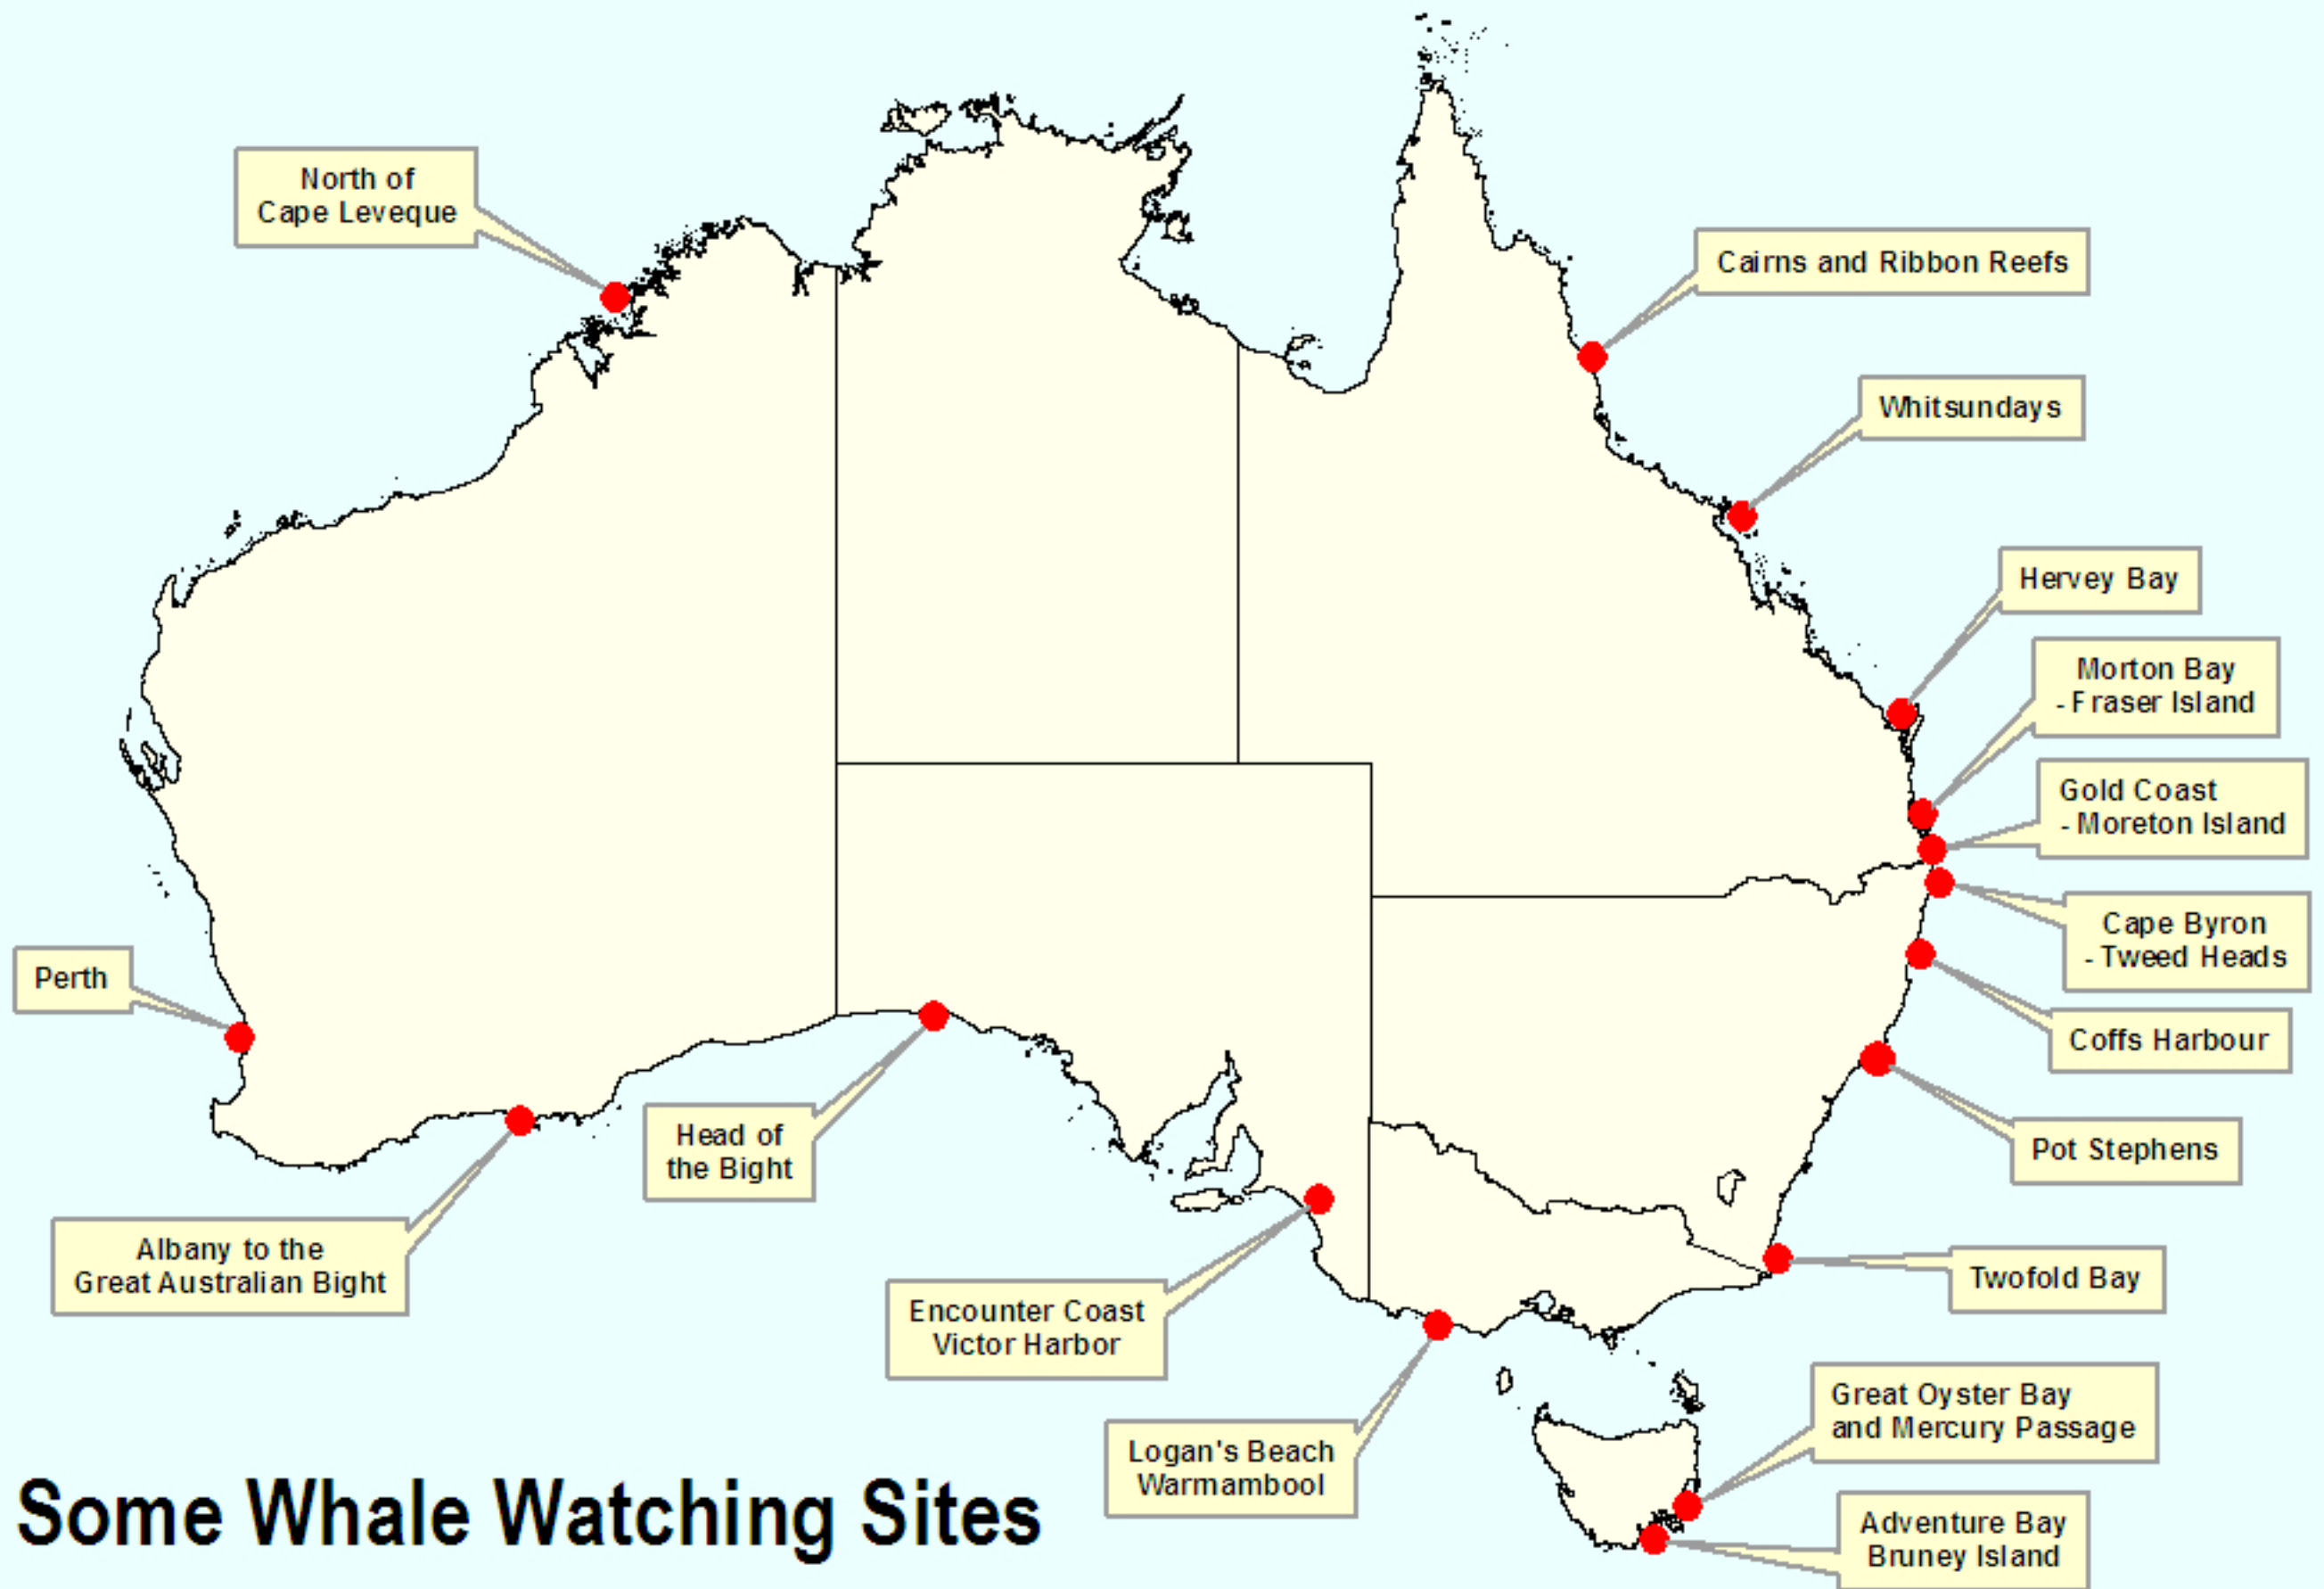 North of
Cape Leveque
Cairns and Ribbon Reefs
Whitsundays
Hervey Bay
Morton Bay
- Fraser Island
Gold Coast
- Moreton Island
Cape Byron
- Tweed Heads
Perth
Coffs Harbour
Head of
the Bight
Pot Stephens
Albany to the
Great Australian Bight
Twofold Bay
Encounter Coast
Victor Harbor
Great Oyster Bay
and Mercury Passage
Logan's Beach
Warmambool
Some Whale Watching Sites
Adventure Bay
Bruney Island